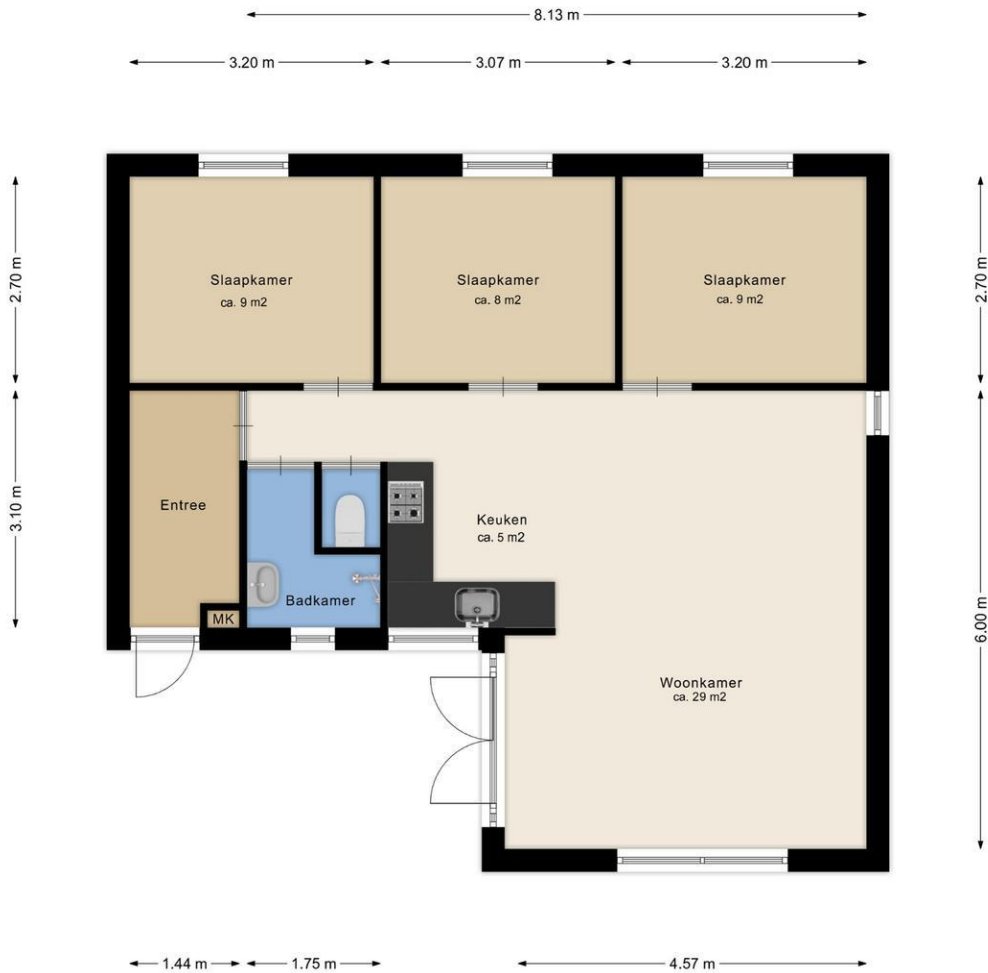 8.13 m
3.20 m
3.07 m
3.20 m
2.70 m
2.70 m
Slaapkamer
ca. 9 m2
Slaapkamer
ca. 8 m2
Slaapkamer
ca. 9 m2
3.10 m
Entree
Keuken
ca. 5 m2
Badkamer
MK
6.00 m
Woonkamer
ca. 29 m2
1.44 m
1.75 m
4.57 m